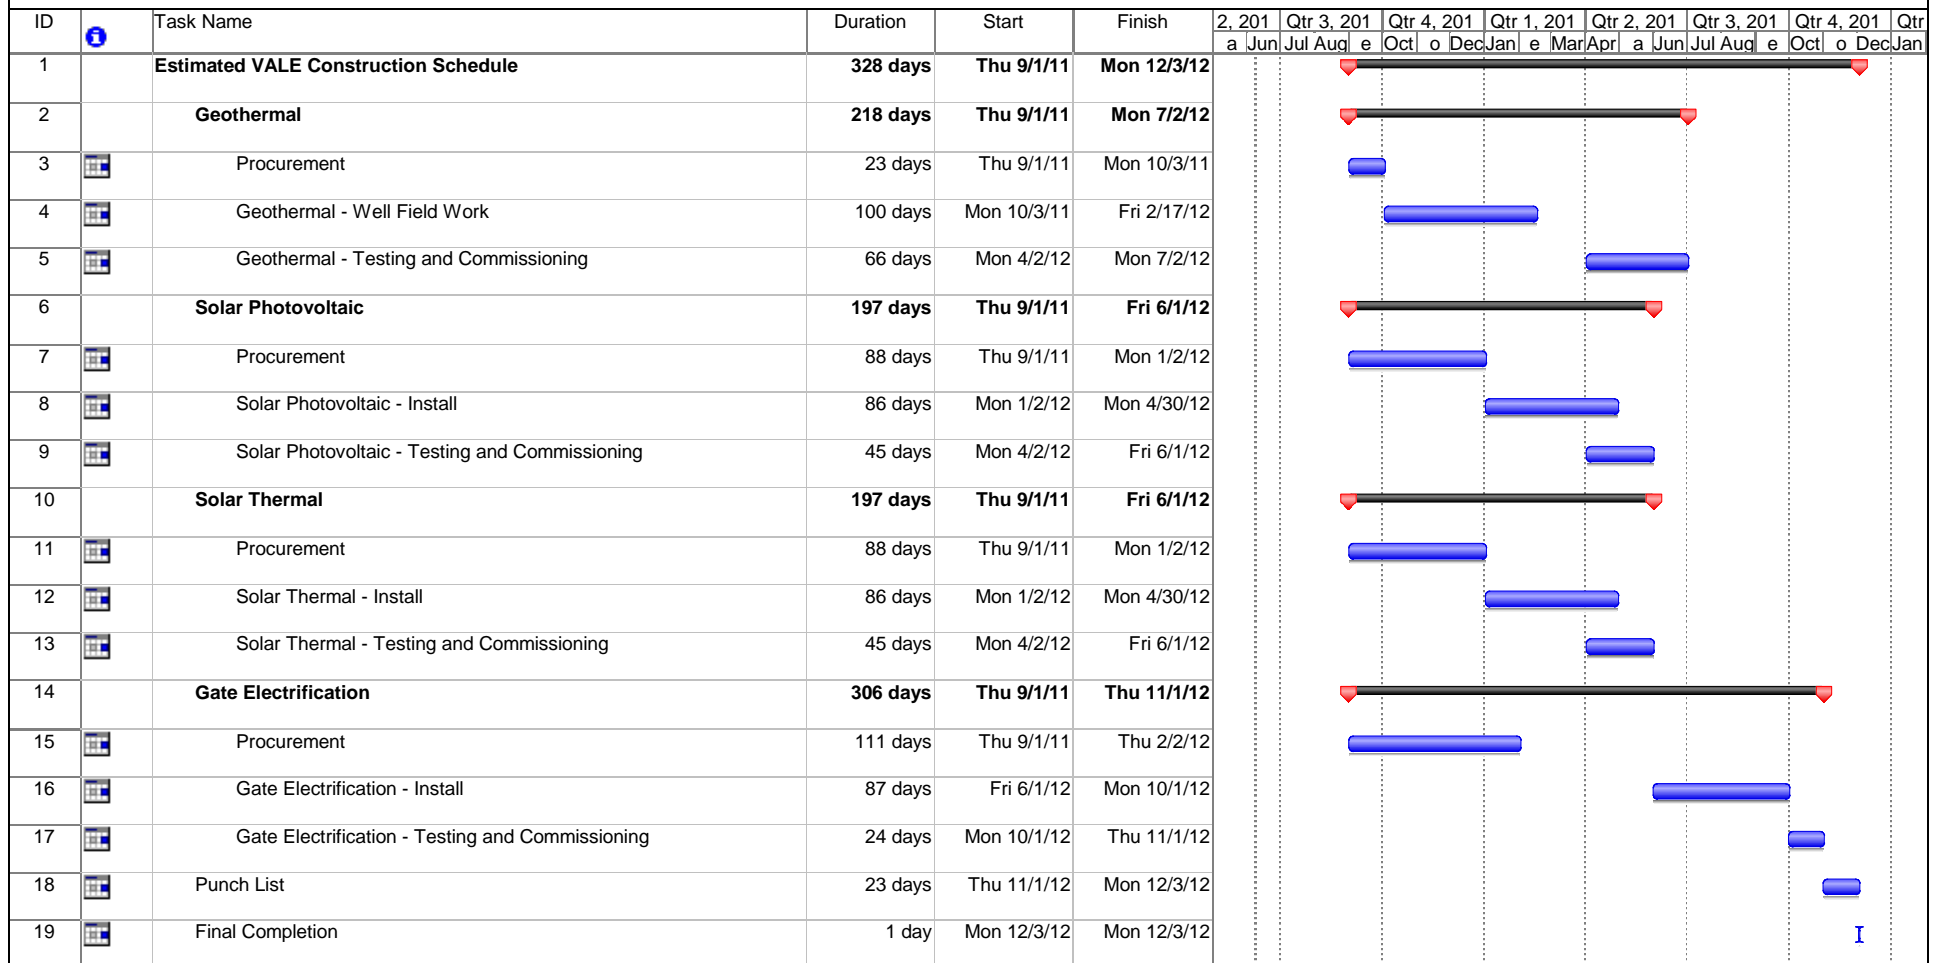 ID Task Name Duration Start Finish 2, 201 Qtr 3, 201 Qtr 4, 201 Qtr 1, 201 Qtr 2, 201 Qtr 3, 201 Qtr 4, 201 Qtr
a Jun Jul Aug e Oct o Dec Jan e Mar Apr a Jun Jul Aug e Oct o Dec Jan
1 Estimated VALE Construction Schedule 328 days Thu 9/1/11 Mon 12/3/12
2 Geothermal 218 days Thu 9/1/11 Mon 7/2/12
3 Procurement 23 days Thu 9/1/11 Mon 10/3/11
4 Geothermal - Well Field Work 100 days Mon 10/3/11 Fri 2/17/12
5 Geothermal - Testing and Commissioning 66 days Mon 4/2/12 Mon 7/2/12
6 Solar Photovoltaic 197 days Thu 9/1/11 Fri 6/1/12
7 Procurement 88 days Thu 9/1/11 Mon 1/2/12
8 Solar Photovoltaic - Install 86 days Mon 1/2/12 Mon 4/30/12
9 Solar Photovoltaic - Testing and Commissioning 45 days Mon 4/2/12 Fri 6/1/12
10 Solar Thermal 197 days Thu 9/1/11 Fri 6/1/12
11 Procurement 88 days Thu 9/1/11 Mon 1/2/12
12 Solar Thermal - Install 86 days Mon 1/2/12 Mon 4/30/12
13 Solar Thermal - Testing and Commissioning 45 days Mon 4/2/12 Fri 6/1/12
14 Gate Electrification 306 days Thu 9/1/11 Thu 11/1/12
15 Procurement 111 days Thu 9/1/11 Thu 2/2/12
16 Gate Electrification - Install 87 days Fri 6/1/12 Mon 10/1/12
17 Gate Electrification - Testing and Commissioning 24 days Mon 10/1/12 Thu 11/1/12
18 Punch List 23 days Thu 11/1/12 Mon 12/3/12
19 Final Completion 1 day Mon 12/3/12 Mon 12/3/12